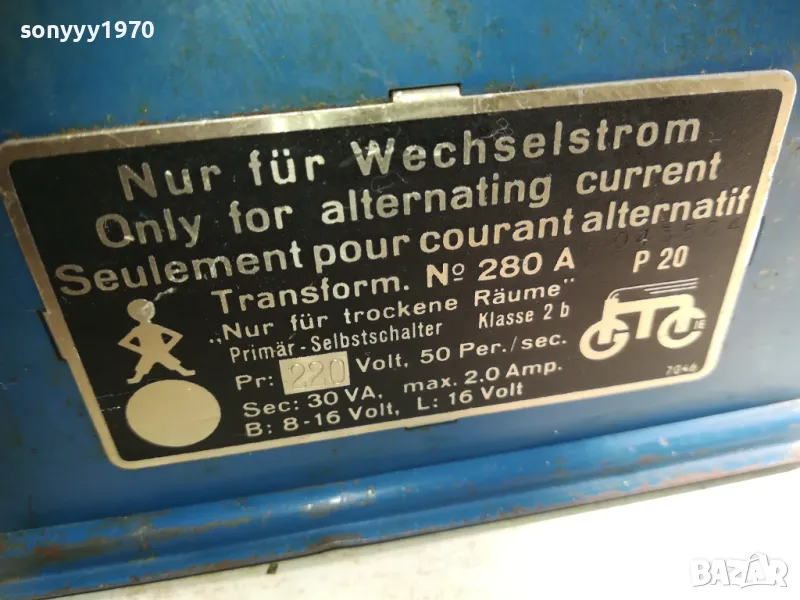 sonyyy1970
Nur für Wechselstrom
Only for alternating current
Seulement pour courant alternatif
Transform. No 280 A P 20
„Nur für trockene Räume"
Primär-Selbstschalter Klasse 2b
Pr: 220 Volt, 50 Per./sec.
Sec: 30 VA, max. 2.0 Amp.
B: 8-16 Volt, L: 16 Volt
7046
BAZAR